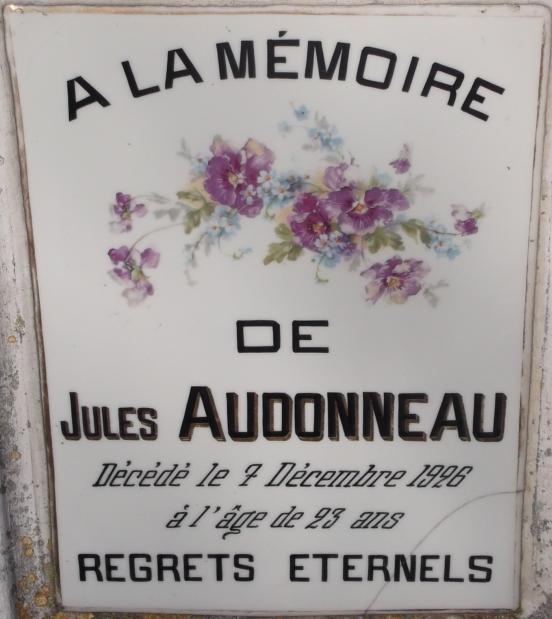 A LA MÉMOIRE
DE
JULES AUDONNEAU
Décédé le 7 Décembre 1926
à l'âge de 23 ans
REGRETS ETERNELS